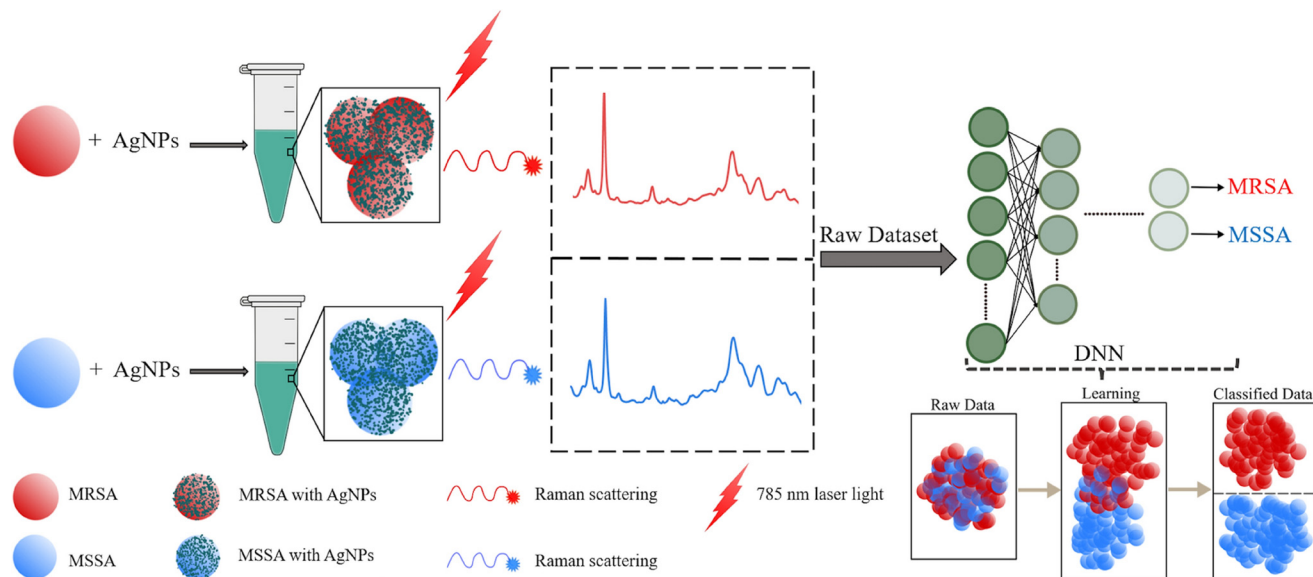 + AgNPs
Raw Dataset
MRSA
MSSA
+ AgNPs
DNN
Raw Data
Learning
Classified Data
MRSA
MRSA with AgNPs
Raman scattering
785 nm laser light
MSSA
MSSA with AgNPs
Raman scattering